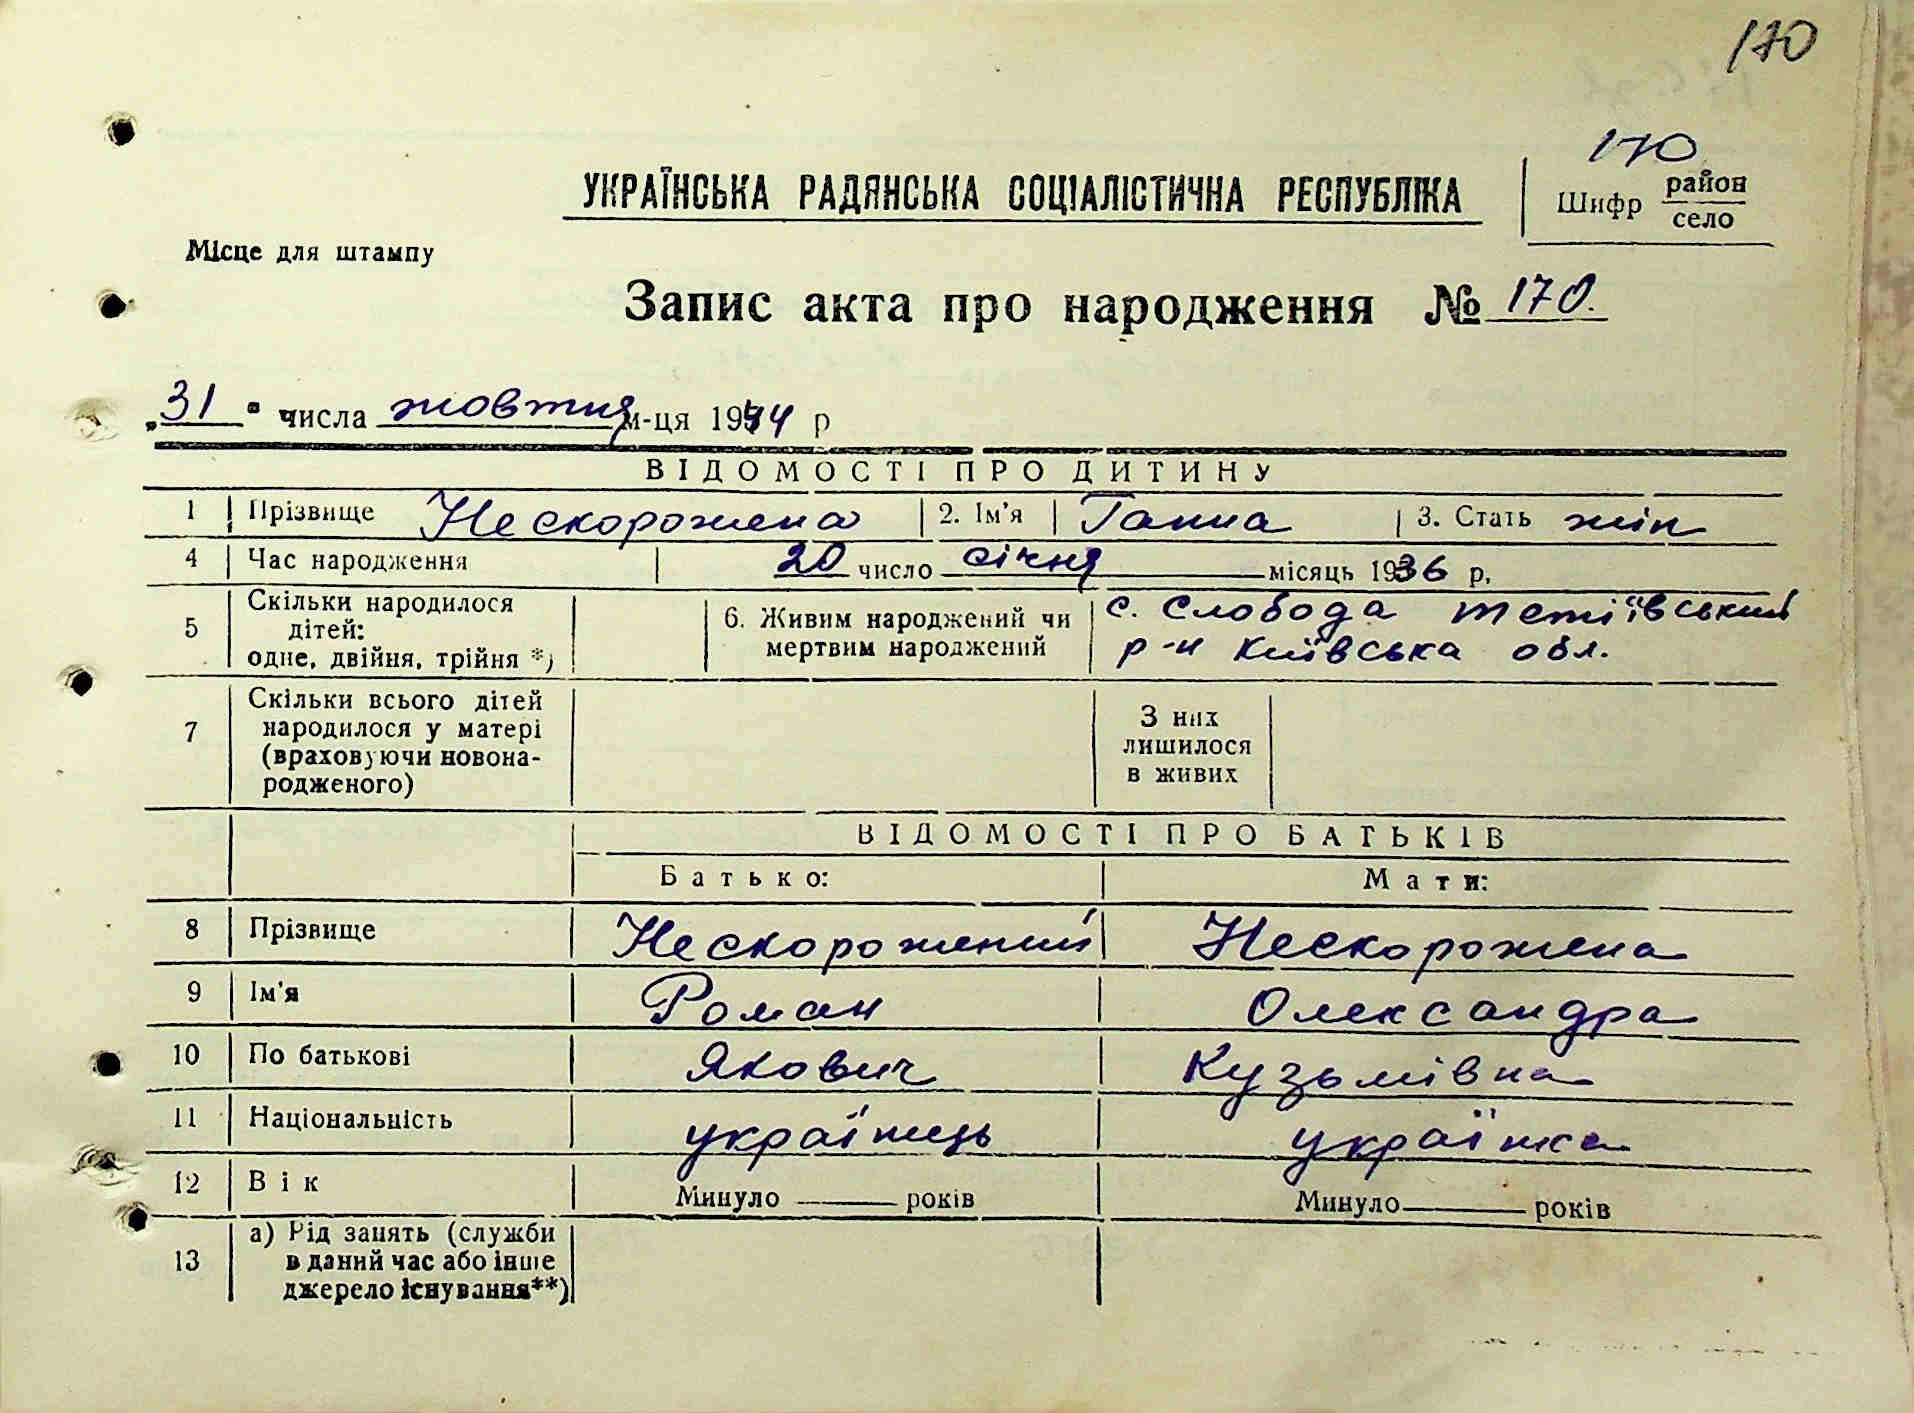 170
170
УКРАЇНСЬКА РАДЯНСЬКА СОЦІАЛІСТИЧНА РЕСПУБЛІКА
Шифр район
село
Місце для штампу
Запис акта про народження № 170.
„31" числа жовтня м-ця 1944 р
ВІДОМОСТІ ПРО ДИТИНУ
1 Прізвище Нескорожена 2. Ім'я Ганна 3. Стать жін
4 Час народження 20 число січня місяць 1936 р.
5 Скільки народилося
дітей:
одне, двійня, трійня *)
6. Живим народжений чи
мертвим народжений
с. Слобода Тетіївський
р-н Київська обл.
7 Скільки всього дітей
народилося у матері
(враховуючи новона-
родженого)
З них
лишилося
в живих
ВІДОМОСТІ ПРО БАТЬКІВ
Батько: Мати:
8 Прізвище Нескорожений Нескорожена
9 Ім'я Роман Олександра
10 По батькові Якович Кузьмівна
11 Національність українець українка
12 Вік Минуло років Минуло років
13 а) Рід занять (служби
в даний час або інше
джерело існування**)